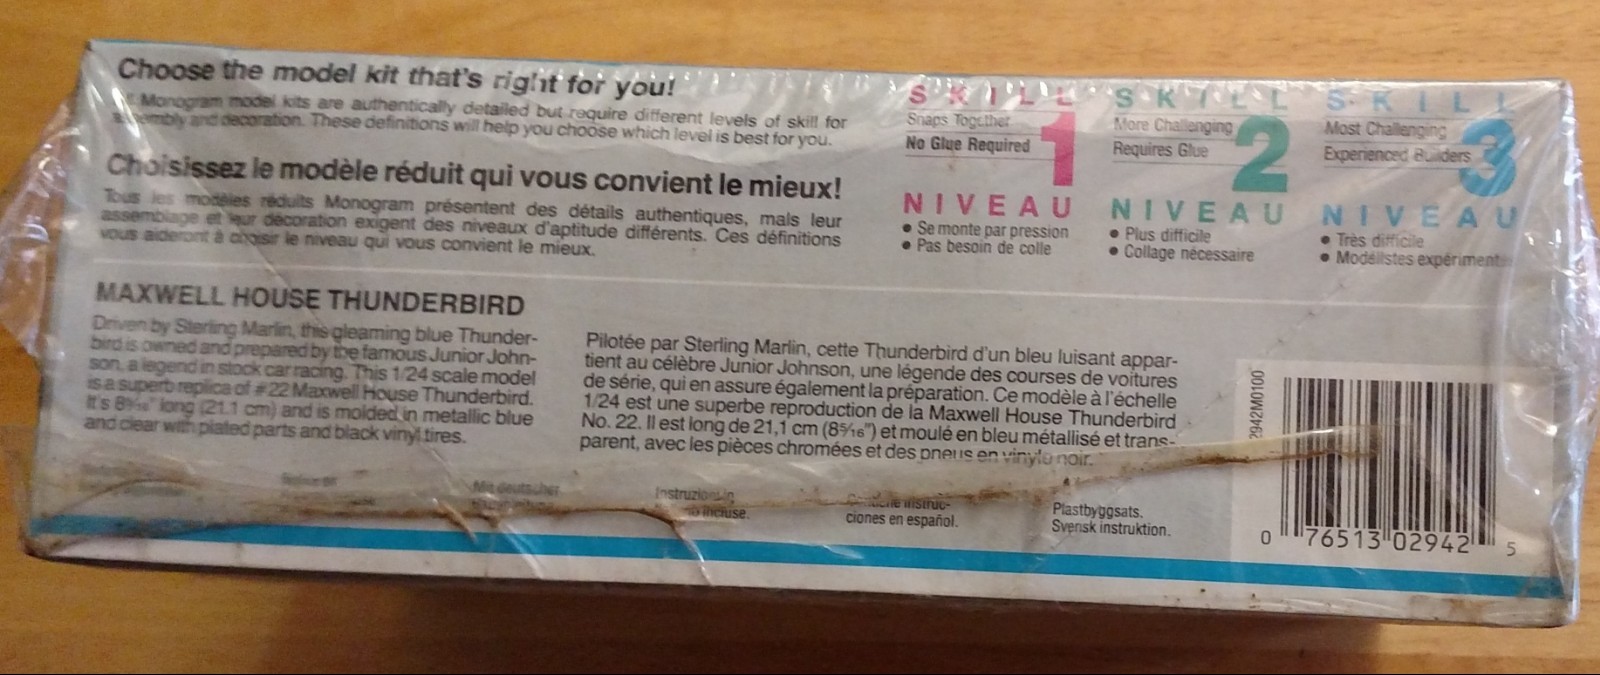 Choose the model kit that's right for you!
Monogram model kits are authentically detailed but require different levels of skill for
assembly and decoration. These definitions will help you choose which level is best for you.
Choisissez le modèle réduit qui vous convient le mieux!
Tous les modèles réduits Monogram présentent des détails authentiques, mais leur
assemblage et leur décoration exigent des niveaux d'aptitude différents. Ces définitions
vous aideront à choisir le niveau qui vous convient le mieux.
SKILL 1
Snaps Together
No Glue Required
NIVEAU
• Se monte par pression
• Pas besoin de colle
SKILL 2
More Challenging
Requires Glue
NIVEAU
• Plus difficile
• Collage nécessaire
SKILL 3
Most Challenging
Experienced Builders
NIVEAU
• Très difficile
• Modélistes expérimentés
MAXWELL HOUSE THUNDERBIRD
Driven by Sterling Marlin, this gleaming blue Thunder-
bird is owned and prepared by the famous Junior John-
son, a legend in stock car racing. This 1/24 scale model
is a superb replica of #22 Maxwell House Thunderbird.
It's 8⁵⁄₁₆" long (21.1 cm) and is molded in metallic blue
and clear with plated parts and black vinyl tires.
Pilotée par Sterling Marlin, cette Thunderbird d'un bleu luisant appar-
tient au célèbre Junior Johnson, une légende des courses de voitures
de série, qui en assure également la préparation. Ce modèle à l'échelle
1/24 est une superbe reproduction de la Maxwell House Thunderbird
No. 22. Il est long de 21,1 cm (8⁵⁄₁₆") et moulé en bleu métallisé et trans-
parent, avec les pièces chromées et des pneus en vinyle noir.
Mit deutscher
Instruzioni in
incluse.
instruc-
ciones en español.
Plastbyggsats.
Svensk instruktion.
2942M0100
0 76513 02942 5